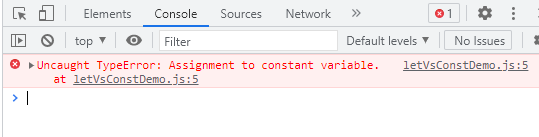 Elements Console Sources Network » 1
top Filter Default levels No Issues
Uncaught TypeError: Assignment to constant variable. letVsConstDemo.js:5
at letVsConstDemo.js:5
>